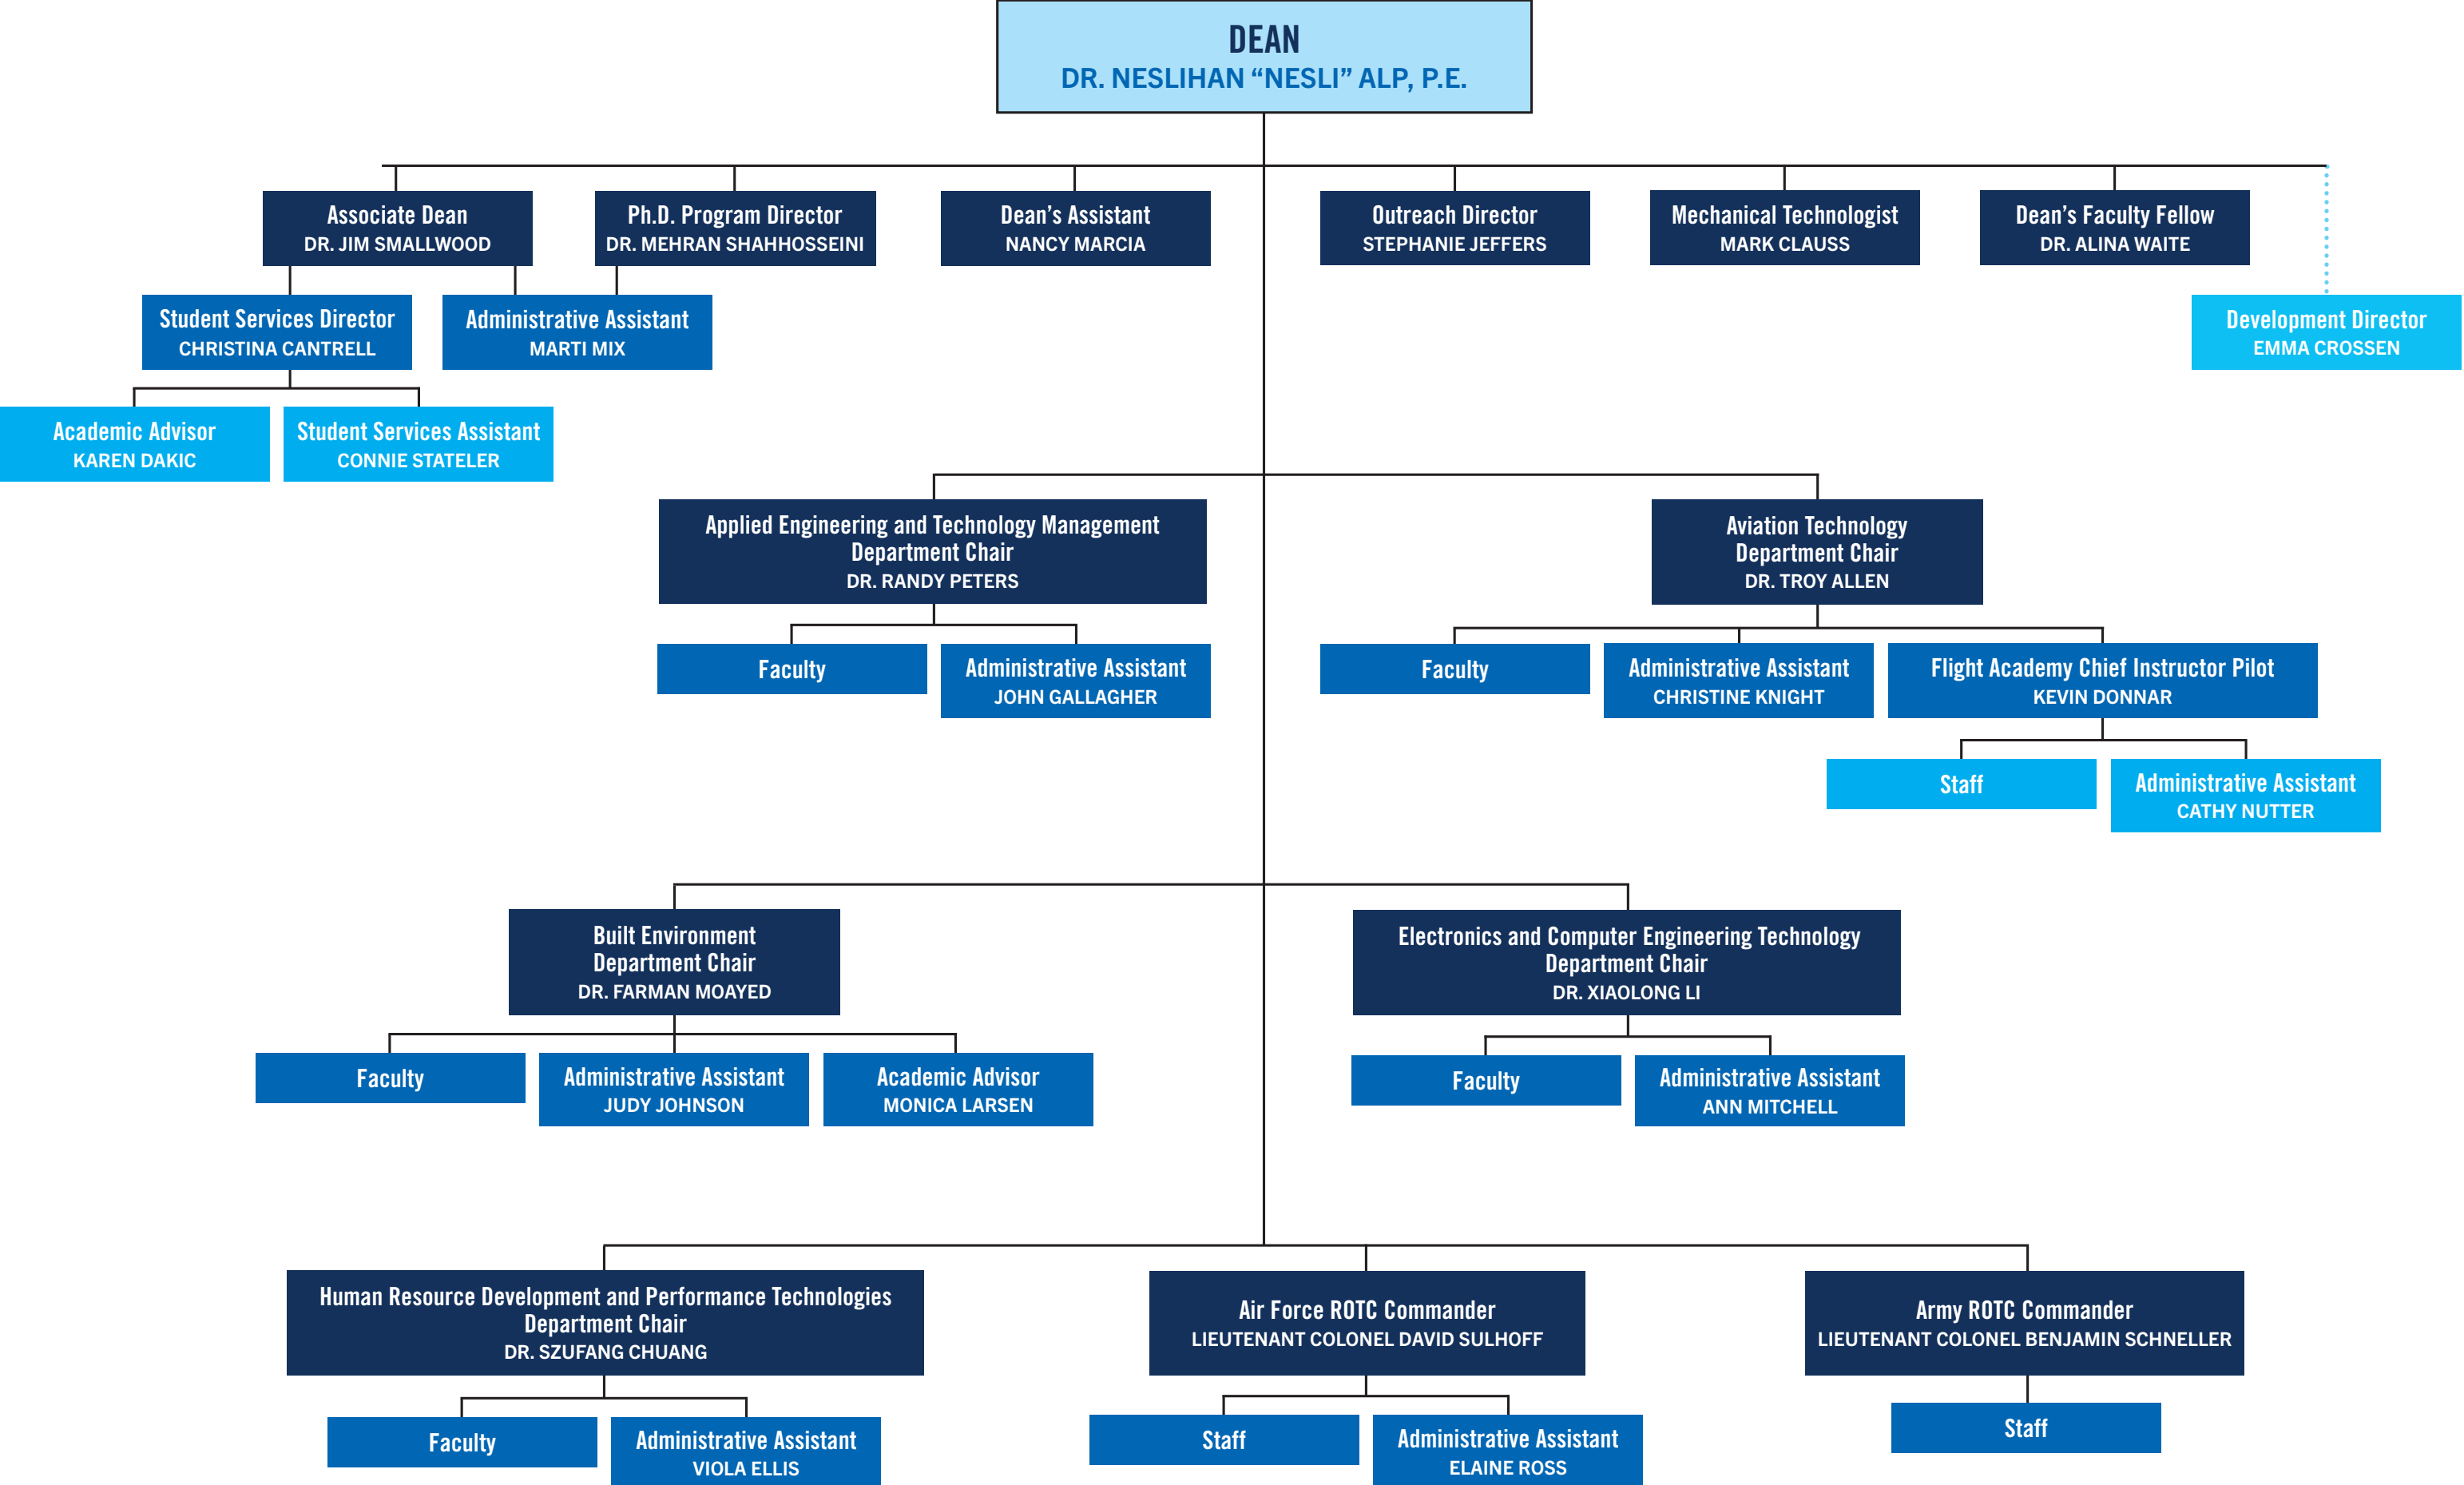 DEAN
DR. NESLIHAN “NESLI” ALP, P.E.
Associate Dean
DR. JIM SMALLWOOD
Ph.D. Program Director
DR. MEHRAN SHAHHOSSEINI
Dean’s Assistant
NANCY MARCIA
Outreach Director
STEPHANIE JEFFERS
Mechanical Technologist
MARK CLAUSS
Dean’s Faculty Fellow
DR. ALINA WAITE
Student Services Director
CHRISTINA CANTRELL
Administrative Assistant
MARTI MIX
Development Director
EMMA CROSSEN
Academic Advisor
KAREN DAKIC
Student Services Assistant
CONNIE STATELER
Applied Engineering and Technology Management
Department Chair
DR. RANDY PETERS
Aviation Technology
Department Chair
DR. TROY ALLEN
Faculty
Administrative Assistant
JOHN GALLAGHER
Faculty
Administrative Assistant
CHRISTINE KNIGHT
Flight Academy Chief Instructor Pilot
KEVIN DONNAR
Staff
Administrative Assistant
CATHY NUTTER
Built Environment
Department Chair
DR. FARMAN MOAYED
Electronics and Computer Engineering Technology
Department Chair
DR. XIAOLONG LI
Faculty
Administrative Assistant
JUDY JOHNSON
Academic Advisor
MONICA LARSEN
Faculty
Administrative Assistant
ANN MITCHELL
Human Resource Development and Performance Technologies
Department Chair
DR. SZUFANG CHUANG
Air Force ROTC Commander
LIEUTENANT COLONEL DAVID SULHOFF
Army ROTC Commander
LIEUTENANT COLONEL BENJAMIN SCHNELLER
Faculty
Administrative Assistant
VIOLA ELLIS
Staff
Administrative Assistant
ELAINE ROSS
Staff